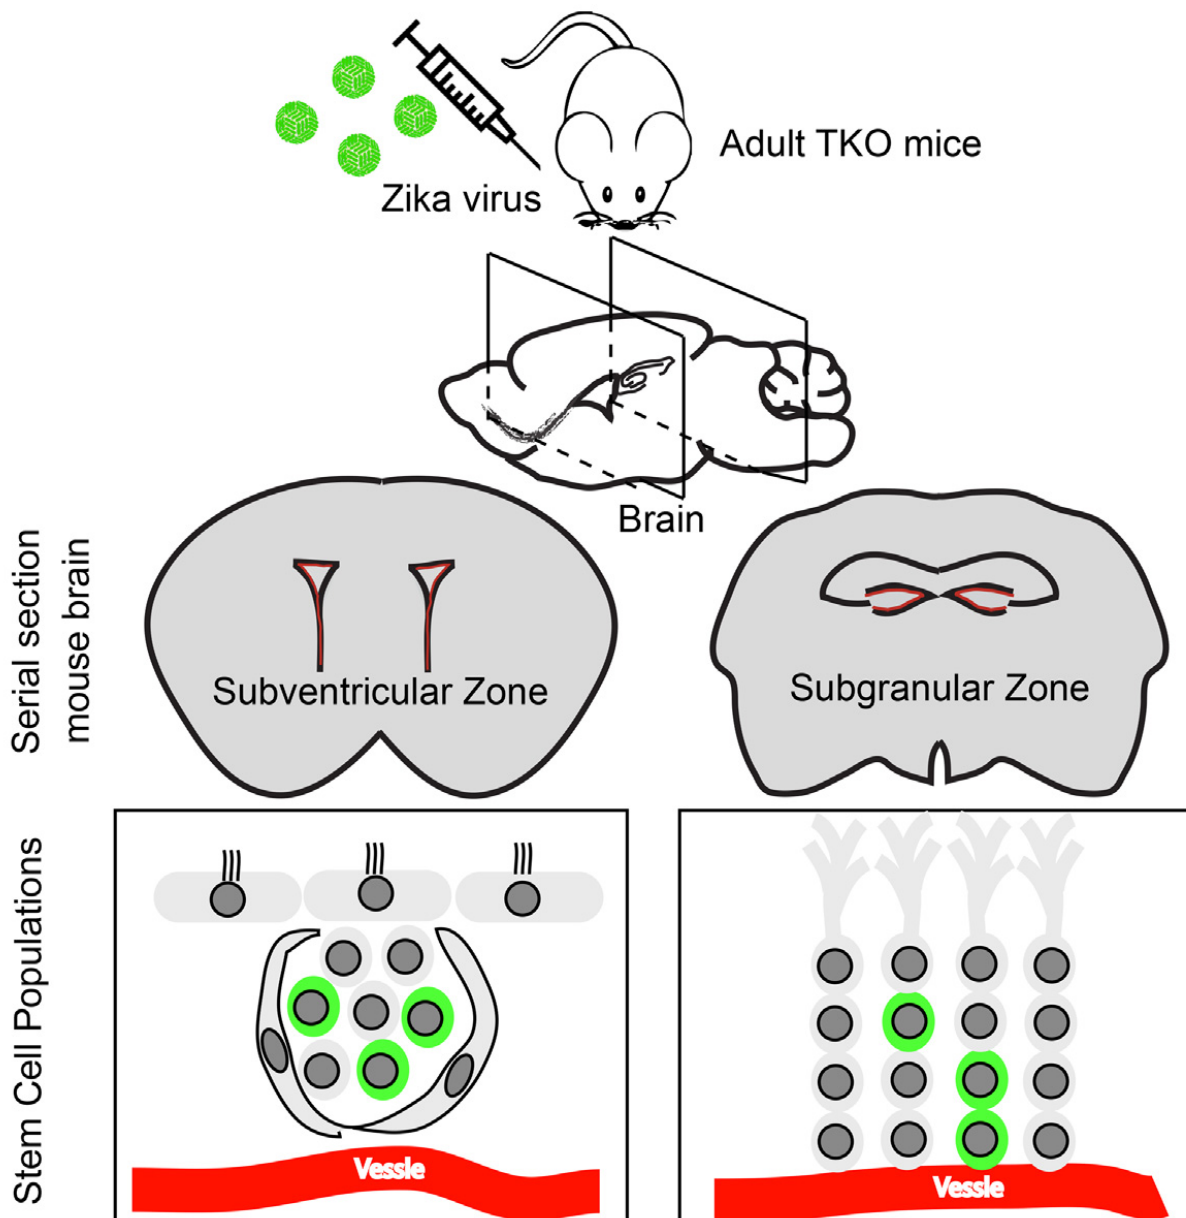 Zika virus
Adult TKO mice
Brain
Serial section
mouse brain
Subventricular Zone
Subgranular Zone
Stem Cell Populations
Vessle
Vessle